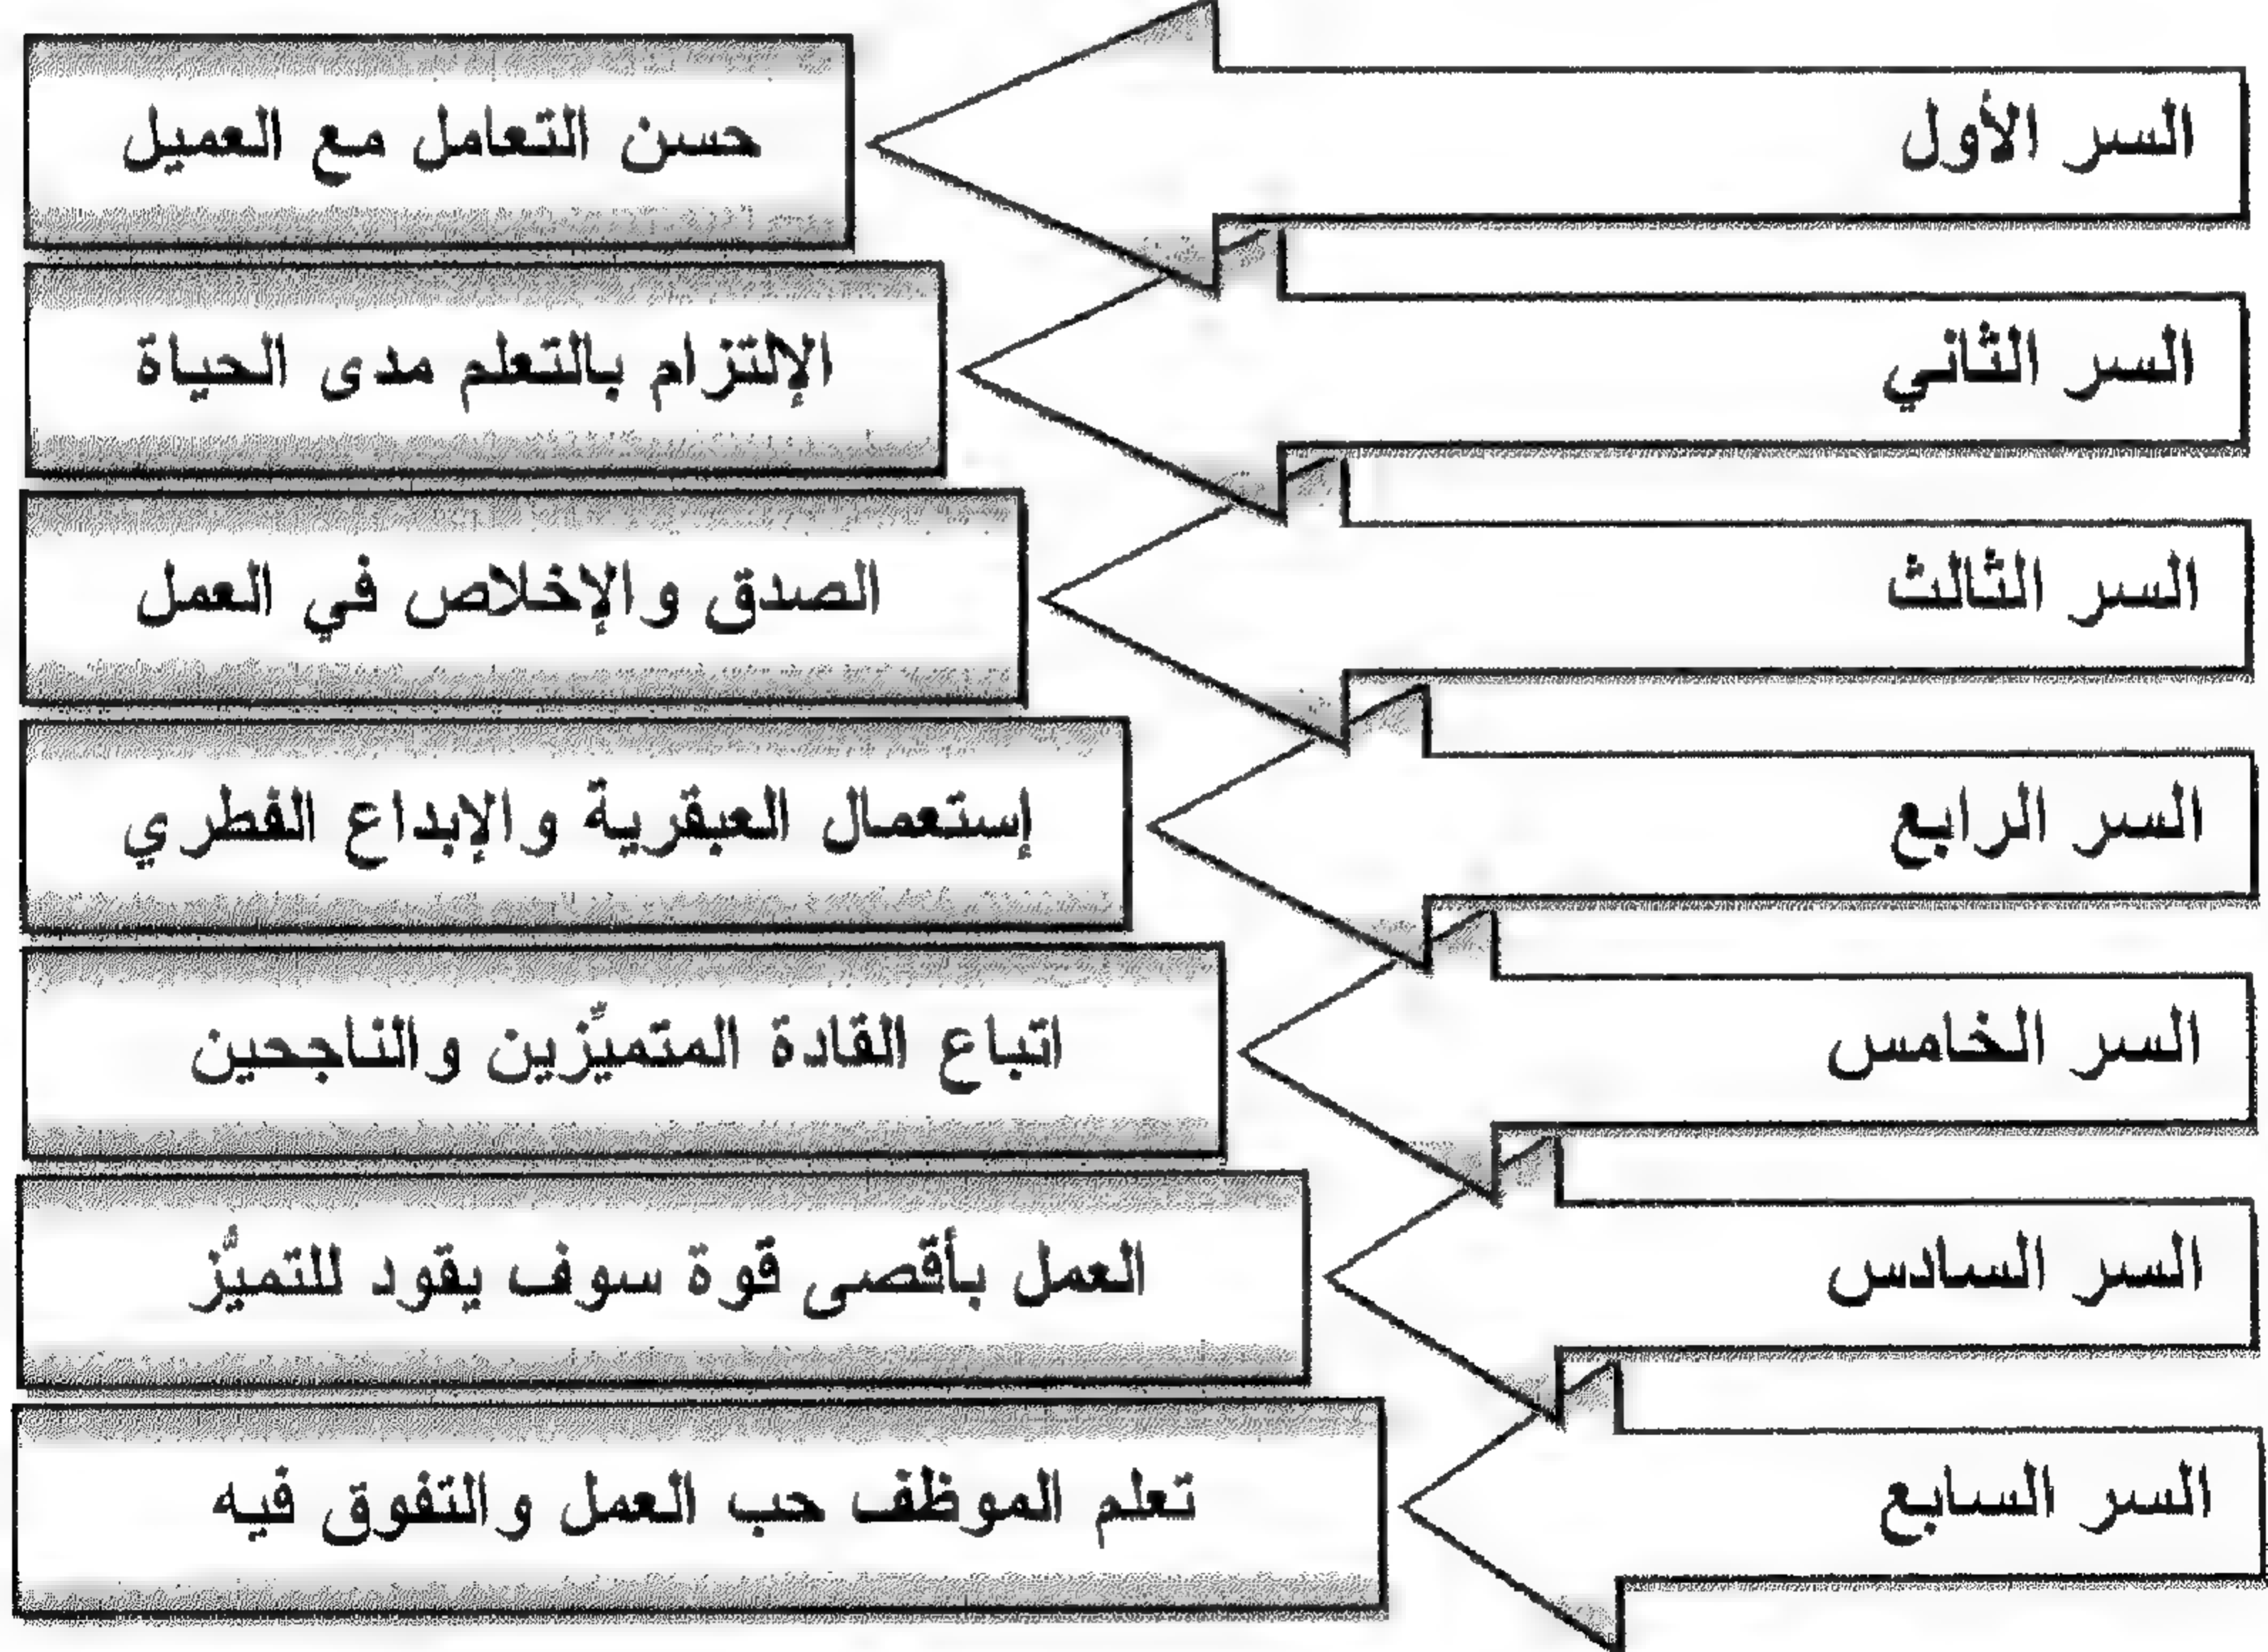 السر الأول
حسن التعامل مع العميل
السر الثاني
الإلتزام بالتعلم مدى الحياة
السر الثالث
الصدق والإخلاص في العمل
السر الرابع
إستعمال العبقرية والإبداع الفطري
السر الخامس
اتباع القادة المتميِّزين والناجحين
السر السادس
العمل بأقصى قوة سوف يقود للتميُّز
السر السابع
تعلم الموظف حب العمل والتفوق فيه